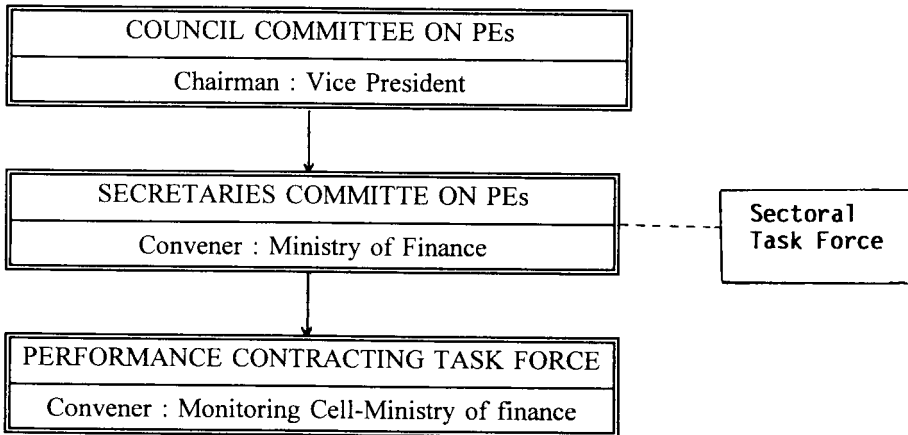 COUNCIL COMMITTEE ON PEs
Chairman : Vice President
SECRETARIES COMMITTE ON PEs
Convener : Ministry of Finance
Sectoral
Task Force
PERFORMANCE CONTRACTING TASK FORCE
Convener : Monitoring Cell-Ministry of finance